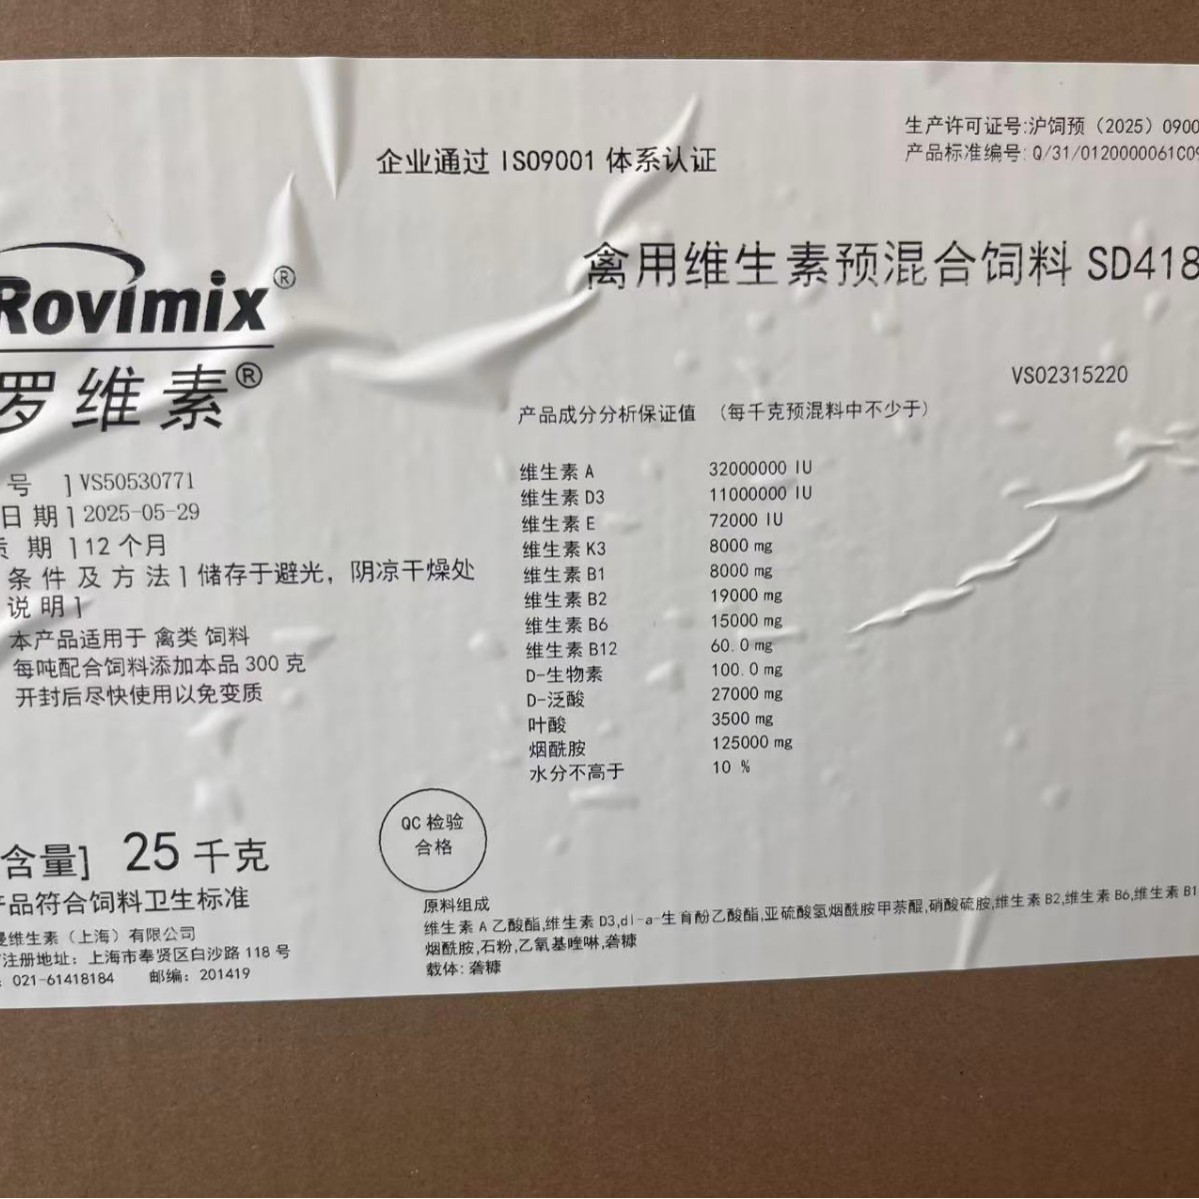 生产许可证号:沪饲预（2025）0900
产品标准编号: Q/31/0120000061C09
企业通过 ISO9001 体系认证
禽用维生素预混合饲料 SD418
Rovimix®
罗维素®
VS02315220
产品成分分析保证值 （每千克预混料中不少于）
维生素 A 32000000 IU
维生素 D3 11000000 IU
维生素 E 72000 IU
维生素 K3 8000 mg
维生素 B1 8000 mg
维生素 B2 19000 mg
维生素 B6 15000 mg
维生素 B12 60.0 mg
D-生物素 100.0 mg
D-泛酸 27000 mg
叶酸 3500 mg
烟酰胺 125000 mg
水分不高于 10 %
号 ] VS50530771
日 期 ] 2025-05-29
期 ] 12 个月
条 件 及 方 法 ] 储存于避光，阴凉干燥处
说 明 ]
本产品适用于 禽类 饲料
每吨配合饲料添加本品 300 克
开封后尽快使用以免变质
含量] 25 千克
品符合饲料卫生标准
曼维生素（上海）有限公司
注册地址：上海市奉贤区白沙路 118 号
：021-61418184 邮编：201419
QC 检验
合格
原料组成
维生素 A 乙酸酯,维生素 D3,dl-a-生育酚乙酸酯,亚硫酸氢烟酰胺甲萘醌,硝酸硫胺,维生素 B2,维生素 B6,维生素 B1
烟酰胺,石粉,乙氧基喹啉,砻糠
载体: 砻糠